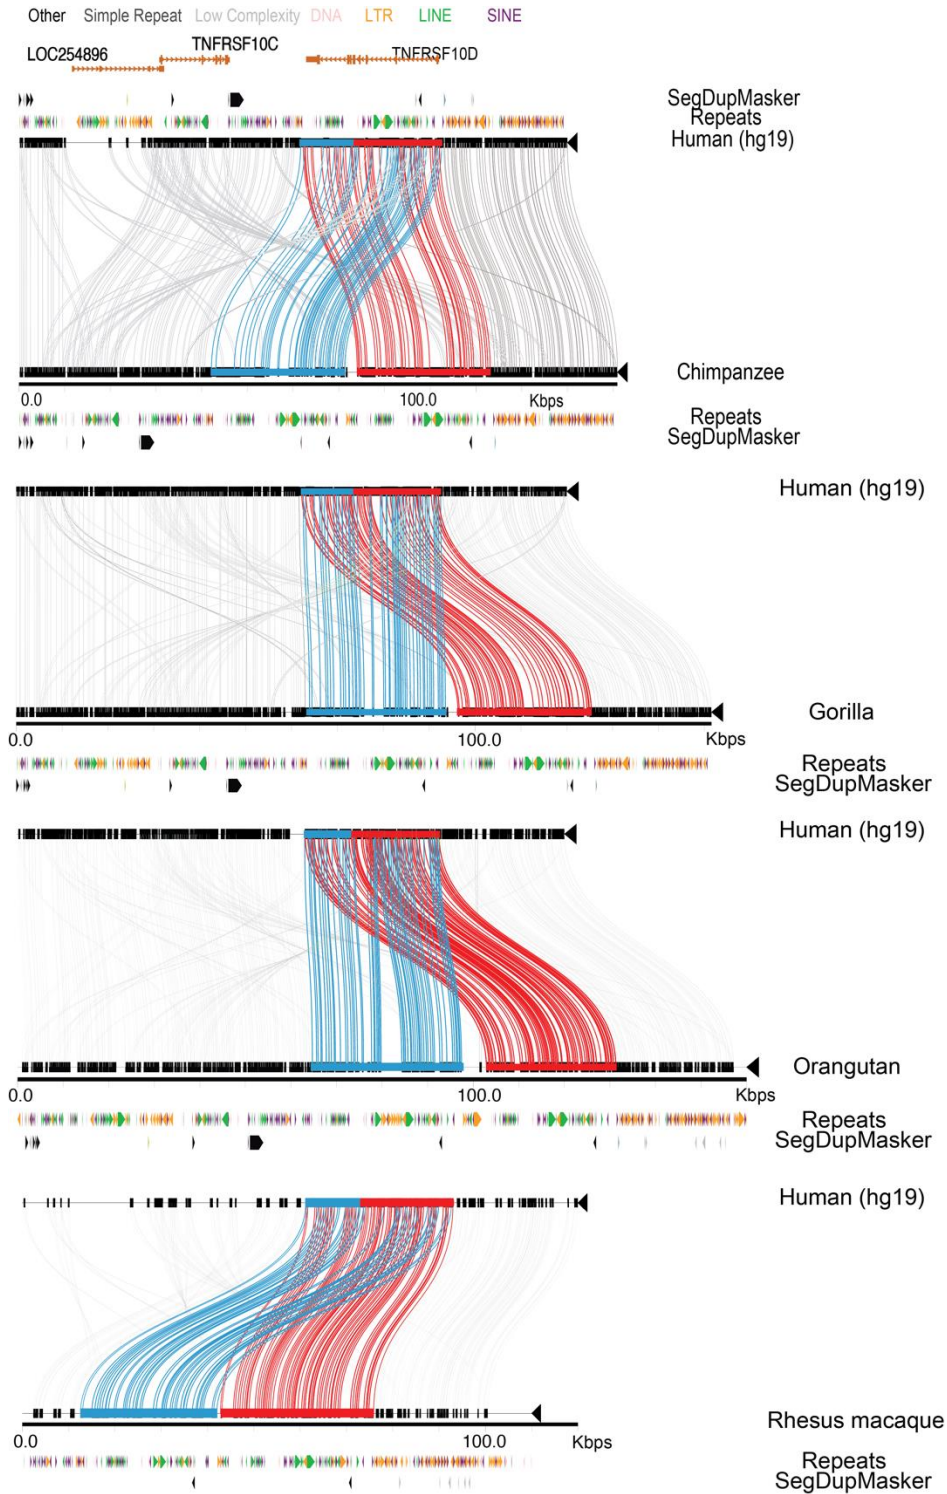 Other Simple Repeat Low Complexity DNA LTR LINE SINE
LOC254896 TNFRSF10C TNFRSF10D
SegDupMasker
Repeats
Human (hg19)
Chimpanzee
0.0 100.0 Kbps
Repeats
SegDupMasker
Human (hg19)
Gorilla
0.0 100.0 Kbps
Repeats
SegDupMasker
Human (hg19)
Orangutan
0.0 100.0 Kbps
Repeats
SegDupMasker
Human (hg19)
Rhesus macaque
0.0 100.0 Kbps
Repeats
SegDupMasker